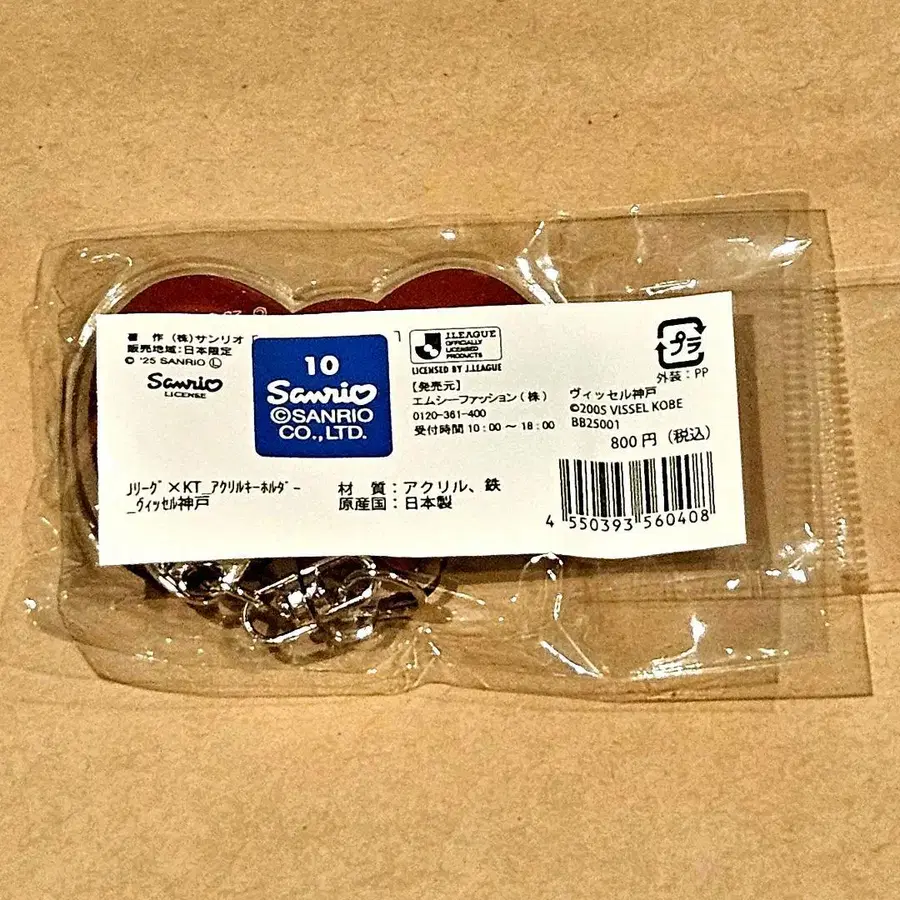 著 作 (株)サンリオ
販売地域:日本限定
© '25 SANRIO Ⓛ
Sanrio
LICENSE
10
Sanrio
©SANRIO
CO.,LTD.
J.LEAGUE
OFFICIALLY
LICENSED
PRODUCTS
LICENSED BY J.LEAGUE
【発売元】
エムシーファッション(株)
0120-361-400
受付時間 10:00 ~ 18:00
プラ
外装:PP
ヴィッセル神戸
©2005 VISSEL KOBE
BB25001
800円 (税込)
Jリーグ×KT_アクリルキーホルダー
_ヴィッセル神戸
材 質:アクリル、鉄
原産国:日本製
4 550393 560408